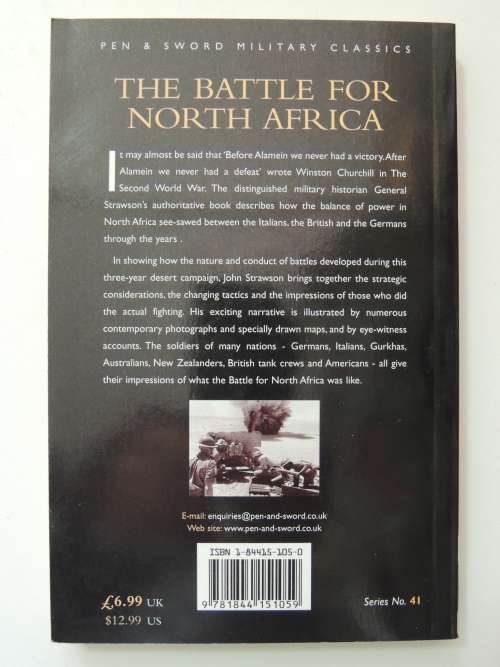 PEN & SWORD MILITARY CLASSICS
THE BATTLE FOR
NORTH AFRICA
It may almost be said that 'Before Alamein we never had a victory. After
Alamein we never had a defeat' wrote Winston Churchill in The
Second World War. The distinguished military historian General
Strawson's authoritative book describes how the balance of power in
North Africa see-sawed between the Italians, the British and the Germans
through the years .
In showing how the nature and conduct of battles developed during this
three-year desert campaign, John Strawson brings together the strategic
considerations, the changing tactics and the impressions of those who did
the actual fighting. His exciting narrative is illustrated by numerous
contemporary photographs and specially drawn maps, and by eye-witness
accounts. The soldiers of many nations - Germans, Italians, Gurkhas,
Australians, New Zealanders, British tank crews and Americans - all give
their impressions of what the Battle for North Africa was like.
E-mail: enquiries@pen-and-sword.co.uk
Web site: www.pen-and-sword.co.uk
ISBN 1-84415-105-0
9 781844 151059
£6.99 UK
$12.99 US
Series No. 41